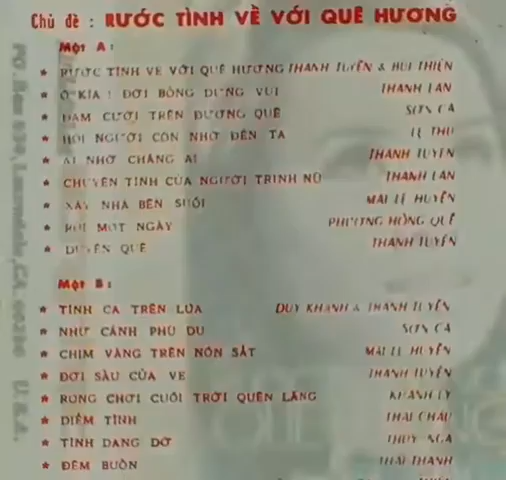 Chủ đề : RƯỚC TÌNH VỀ VỚI QUÊ HƯƠNG
Mặt A:
★ RƯỚC TÌNH VỀ VỚI QUÊ HƯƠNG THANH TUYỀN & HÙI THIỆN
★ Ô KÌA ! ĐỜI BỖNG DƯNG VUI THANH LAN
★ ĐÁM CƯỚI TRÊN ĐƯỜNG QUÊ SƠN CA
★ HỎI NGƯỜI CÒN NHỚ ĐẾN TA LỆ THU
★ AI NHỚ CHĂNG AI THANH TUYỀN
★ CHUYỆN TÌNH CỦA NGƯỜI TRINH NỮ THANH LAN
★ XÂY NHÀ BÊN SUỐI MAI LỆ HUYỀN
★ RỒI MỘT NGÀY PHƯƠNG HỒNG QUẾ
★ DUYÊN QUÊ THANH TUYỀN
Mặt B:
★ TÌNH CA TRÊN LÚA DUY KHÁNH & THANH TUYỀN
★ NHƯ CÁNH PHÙ DU SƠN CA
★ CHIM VÀNG TRÊN NÓN SẮT MAI LỆ HUYỀN
★ ĐỜI SẦU CỦA VE THANH TUYỀN
★ RONG CHƠI CUỐI TRỜI QUÊN LÃNG KHÁNH LY
★ DIỄM TÌNH THÁI CHÂU
★ TÌNH DANG DỞ THÚY NGA
★ ĐÊM BUỒN THÁI THANH
U.S.A.